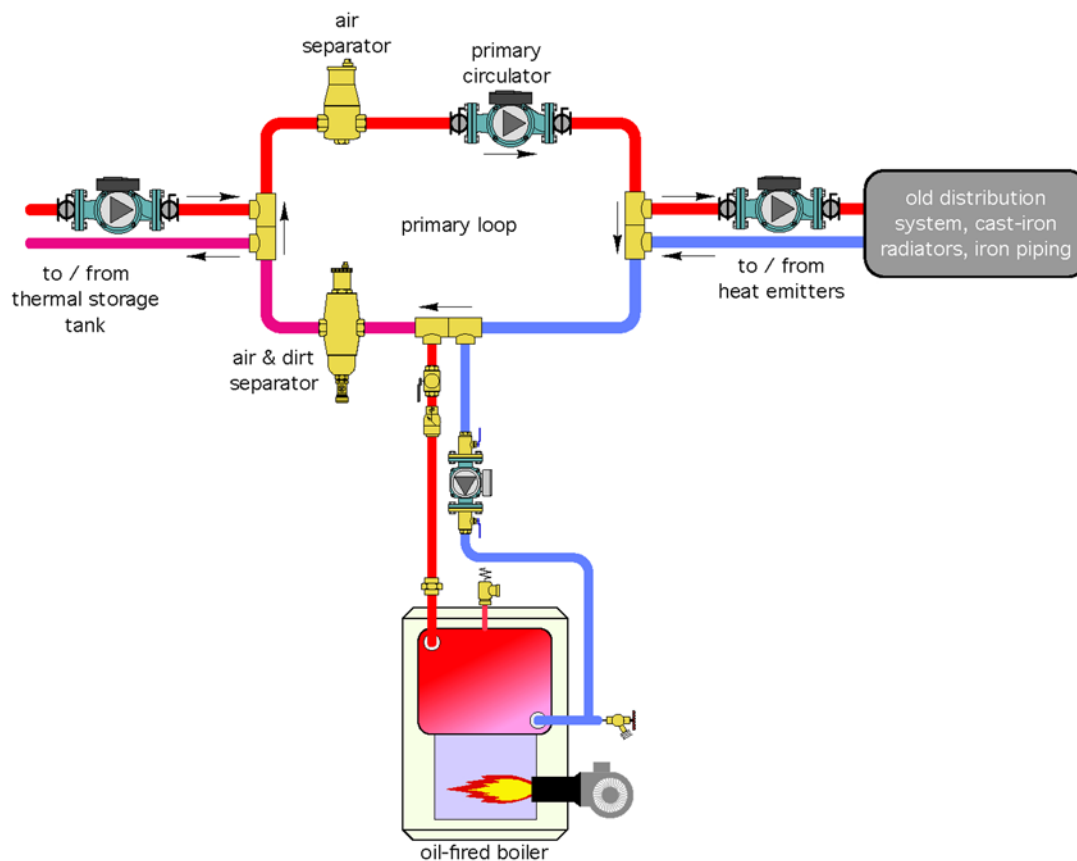 air
separator
primary
circulator
old distribution
system, cast-iron
radiators, iron piping
primary loop
to / from
thermal storage
tank
to / from
heat emitters
air & dirt
separator
oil-fired boiler